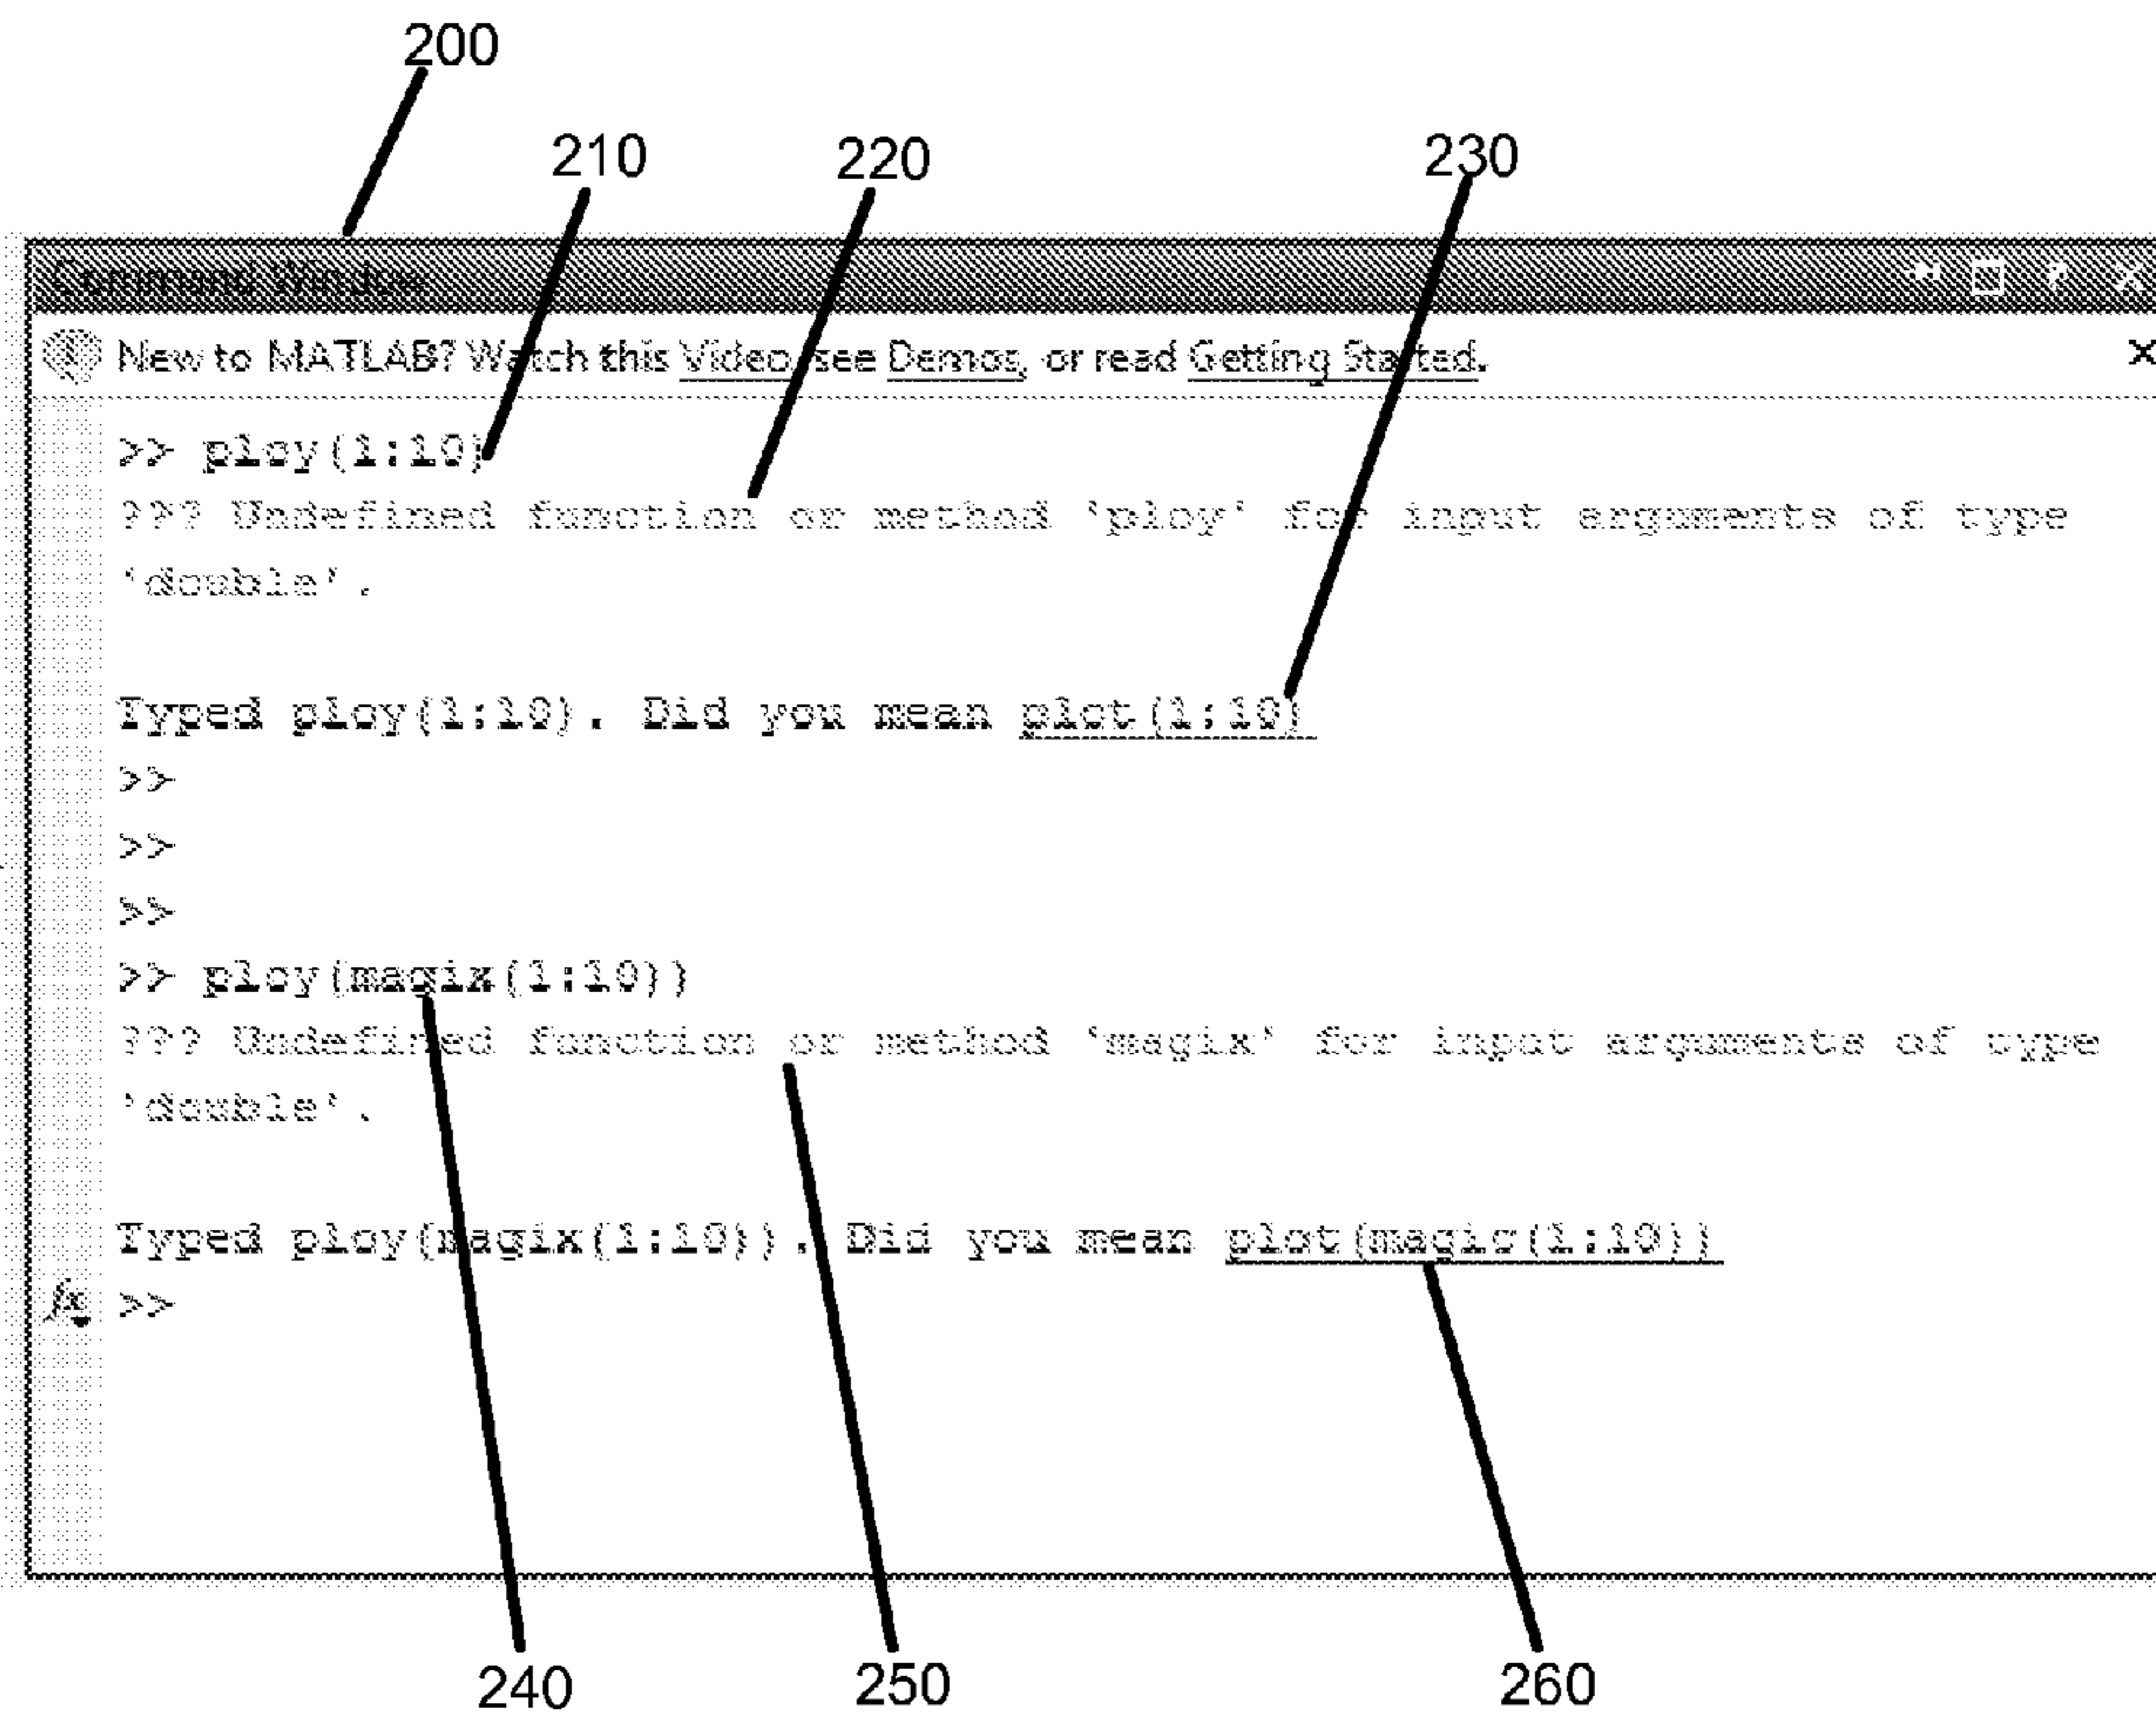 200
210 220 230
Command Window
New to MATLAB? Watch this Video, see Demos, or read Getting Started.
>> ploy(1:10)
??? Undefined function or method 'ploy' for input arguments of type
'double'.
Typed ploy(1:10). Did you mean plot(1:10)
>>
>>
>>
>> ploy(magix(1:10))
??? Undefined function or method 'magix' for input arguments of type
'double'.
Typed ploy(magix(1:10)). Did you mean plot(magic(1:10))
fx >>
240 250 260